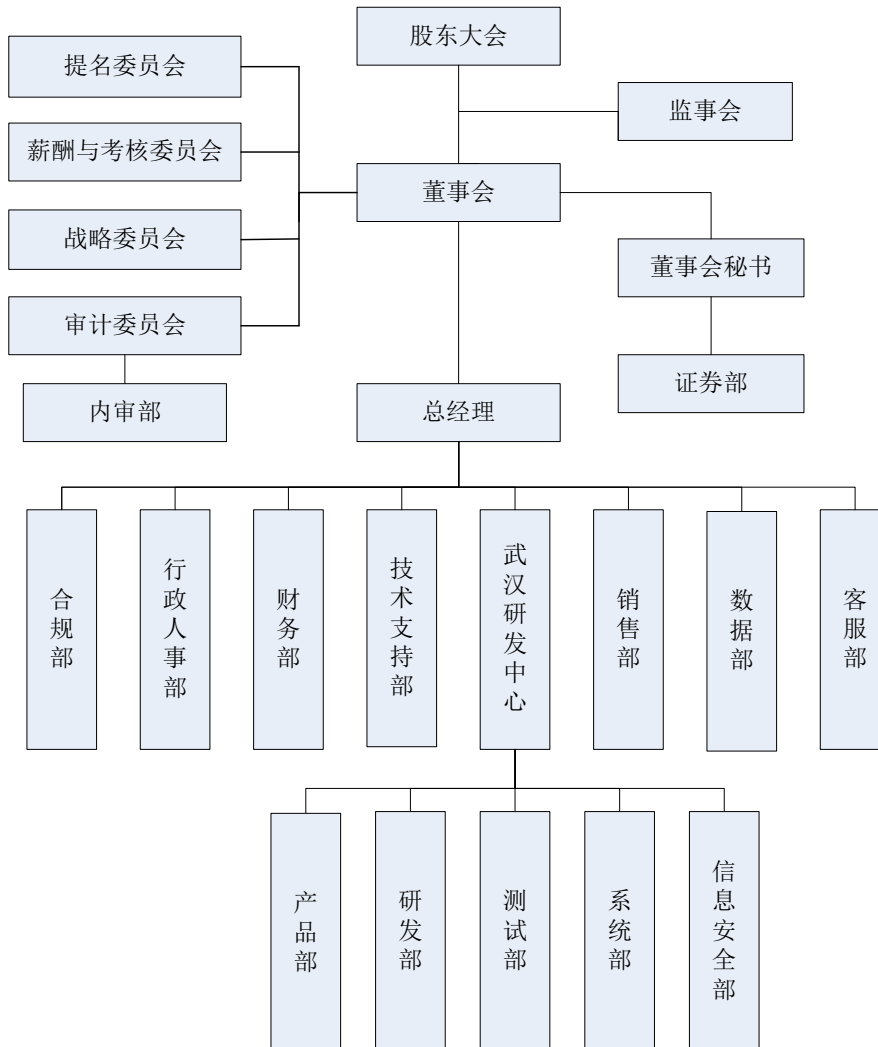 股东大会
提名委员会
监事会
薪酬与考核委员会
董事会
战略委员会
董事会秘书
审计委员会
证券部
内审部
总经理
合规部
行政人事部
财务部
技术支持部
武汉研发中心
销售部
数据部
客服部
产品部
研发部
测试部
系统部
信息安全部